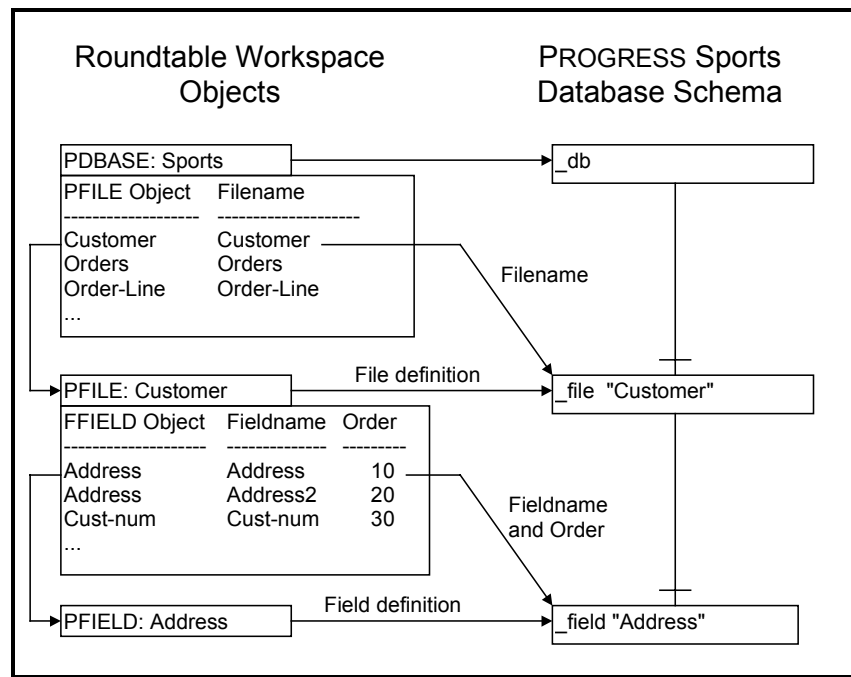 Roundtable Workspace
Objects
PROGRESS Sports
Database Schema
PDBASE: Sports
_db
PFILE Object Filename
------------------- --------------------
Customer Customer
Orders Orders
Order-Line Order-Line
...
Filename
PFILE: Customer
File definition
_file "Customer"
FFIELD Object Fieldname Order
-------------------- -------------- ---------
Address Address 10
Address Address2 20
Cust-num Cust-num 30
...
Fieldname
and Order
PFIELD: Address
Field definition
_field "Address"